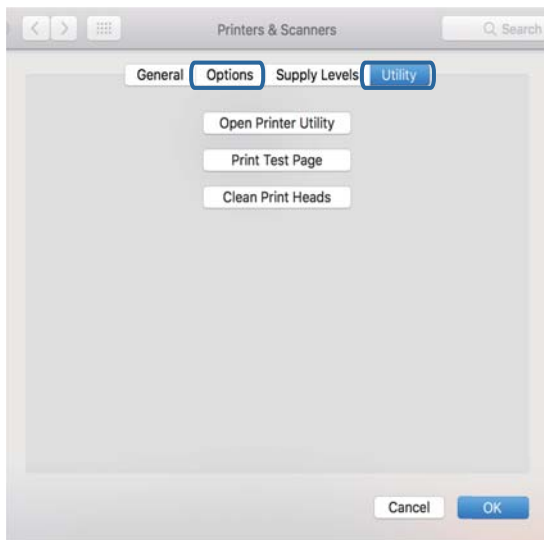 Printers & Scanners Search
General Options Supply Levels Utility
Open Printer Utility
Print Test Page
Clean Print Heads
Cancel OK